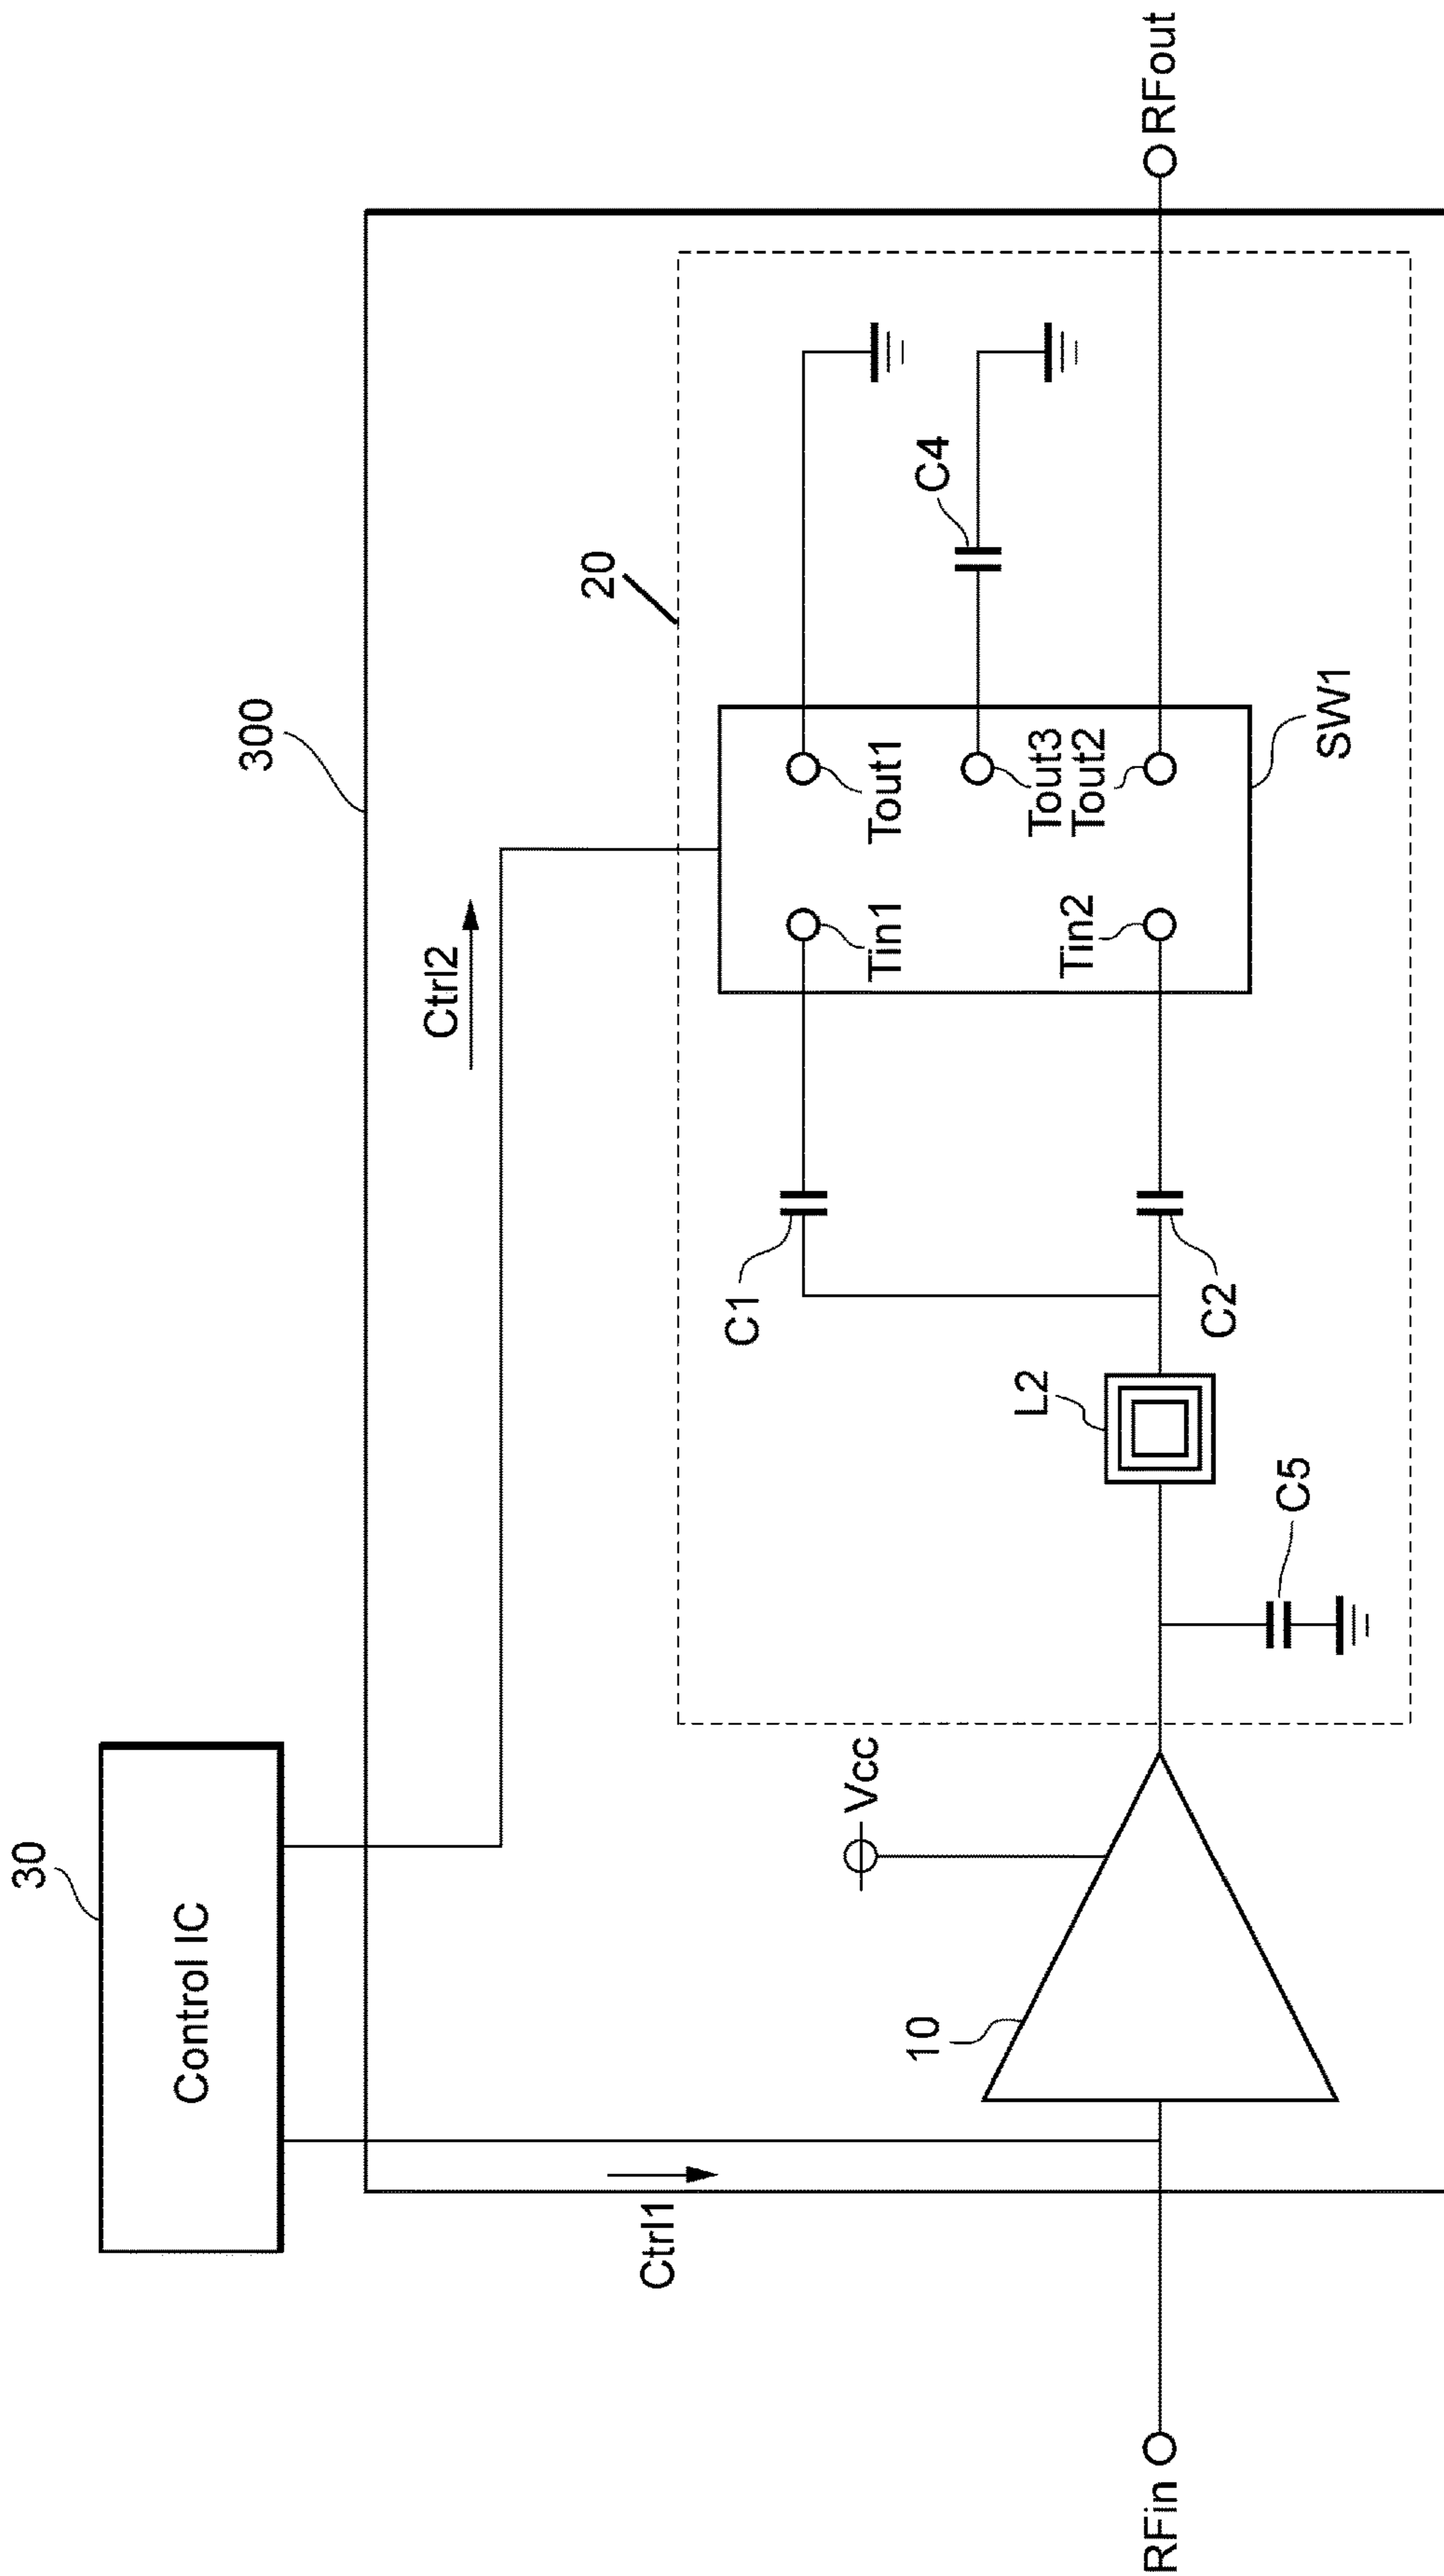 300
30
Control IC
Ctrl2
Ctrl1
20
Vcc
10
C1
Tin1
Tout1
C4
L2
Tout3
Tin2
Tout2
C2
C5
SW1
RFin
RFout